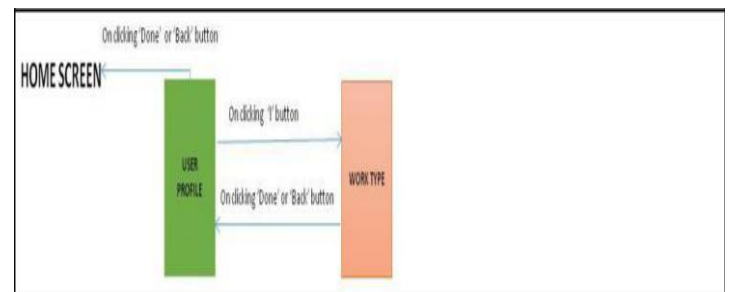 On clicking 'Done' or 'Back' button
HOME SCREEN
On clicking 'I' button
USER
PROFILE
WORK TYPE
On clicking 'Done' or 'Back' button